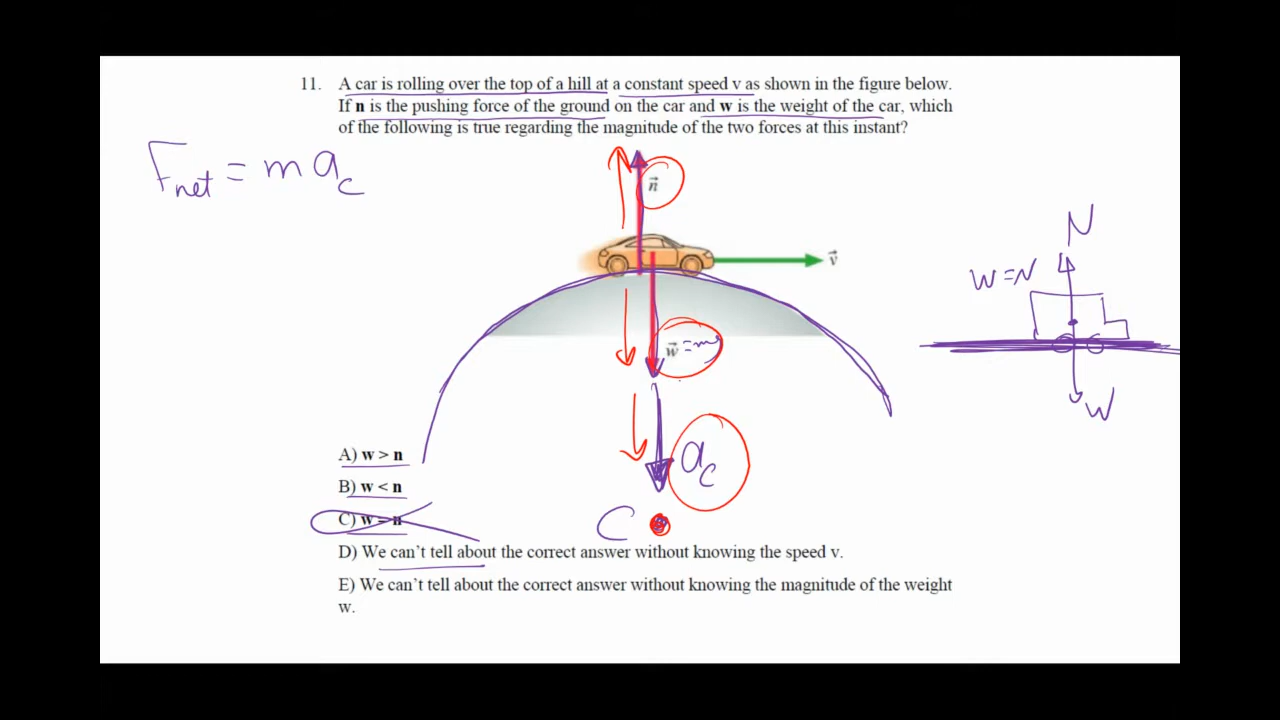 11. A car is rolling over the top of a hill at a constant speed v as shown in the figure below.
If n is the pushing force of the ground on the car and w is the weight of the car, which
of the following is true regarding the magnitude of the two forces at this instant?
Fnet = m ac
n
v
N
W=N
w = m
W
ac
C
A) w > n
B) w < n
C) w = n
D) We can't tell about the correct answer without knowing the speed v.
E) We can't tell about the correct answer without knowing the magnitude of the weight
w.